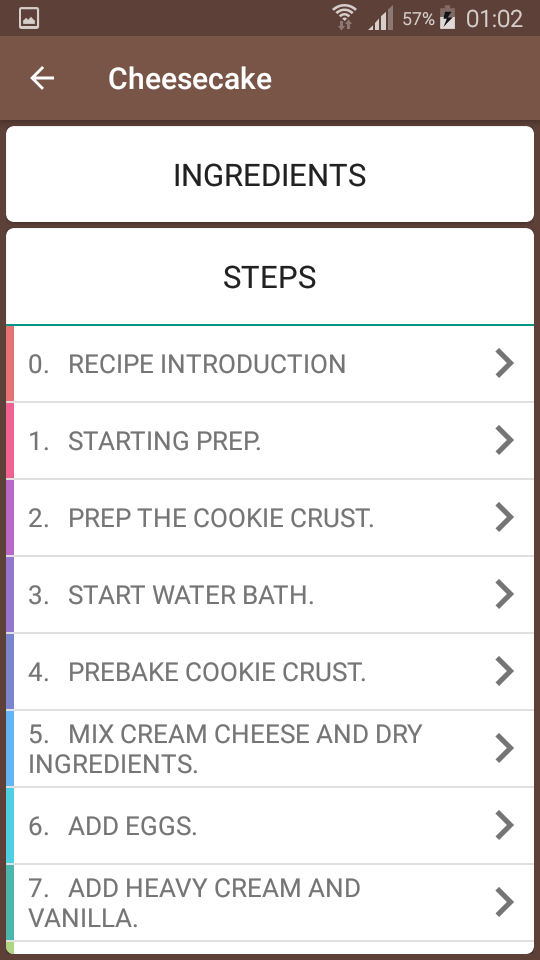 57% 01:02
Cheesecake
INGREDIENTS
STEPS
0. RECIPE INTRODUCTION
1. STARTING PREP.
2. PREP THE COOKIE CRUST.
3. START WATER BATH.
4. PREBAKE COOKIE CRUST.
5. MIX CREAM CHEESE AND DRY
INGREDIENTS.
6. ADD EGGS.
7. ADD HEAVY CREAM AND
VANILLA.